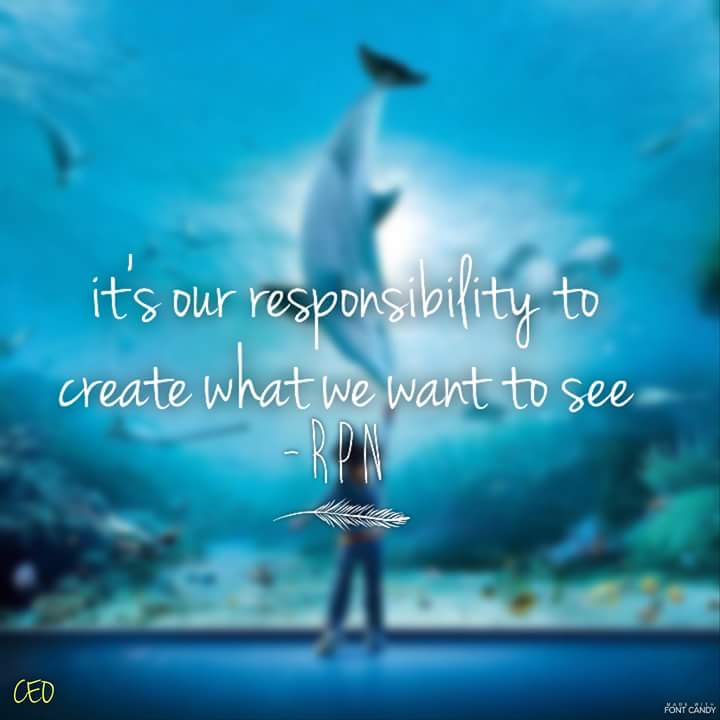 it's our responsibility to
create what we want to see
-RPN
CEO
MADE WITH
FONT CANDY